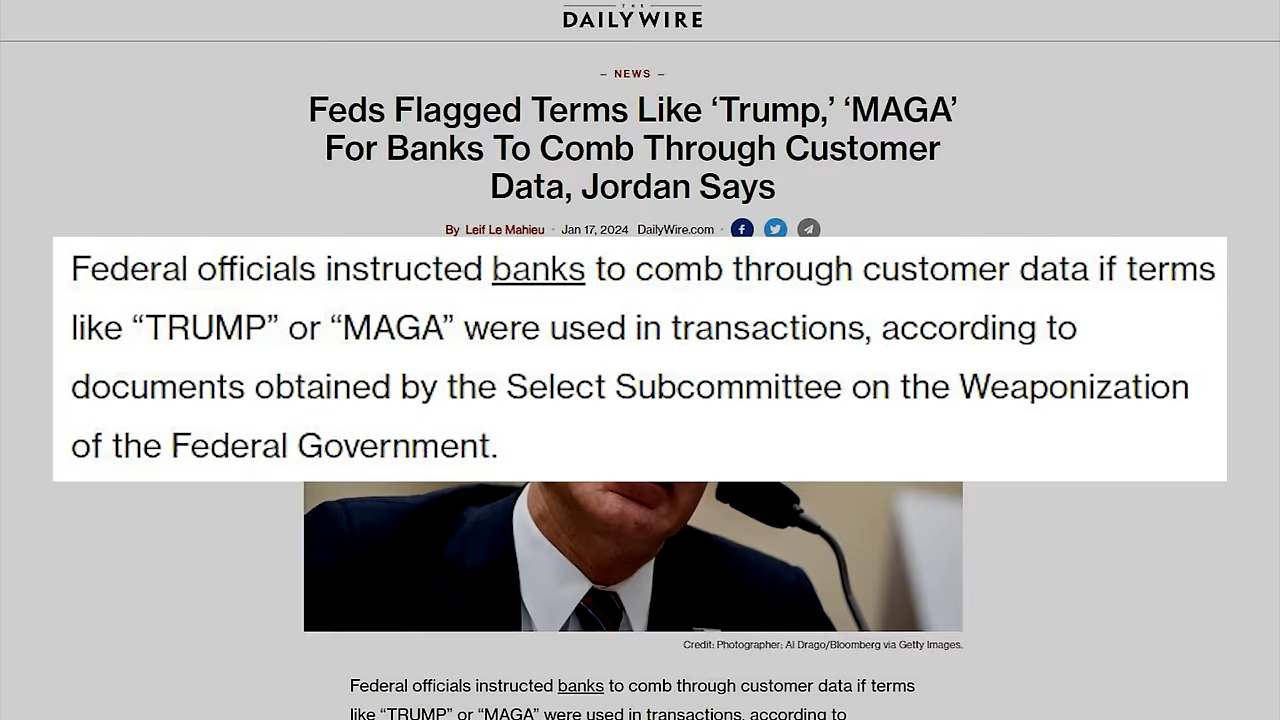 THE
DAILYWIRE
– NEWS –
Feds Flagged Terms Like ‘Trump,’ ‘MAGA’
For Banks To Comb Through Customer
Data, Jordan Says
By Leif Le Mahieu · Jan 17, 2024 DailyWire.com ·
Federal officials instructed banks to comb through customer data if terms
like “TRUMP” or “MAGA” were used in transactions, according to
documents obtained by the Select Subcommittee on the Weaponization
of the Federal Government.
Credit: Photographer: Al Drago/Bloomberg via Getty Images.
Federal officials instructed banks to comb through customer data if terms
like “TRUMP” or “MAGA” were used in transactions, according to